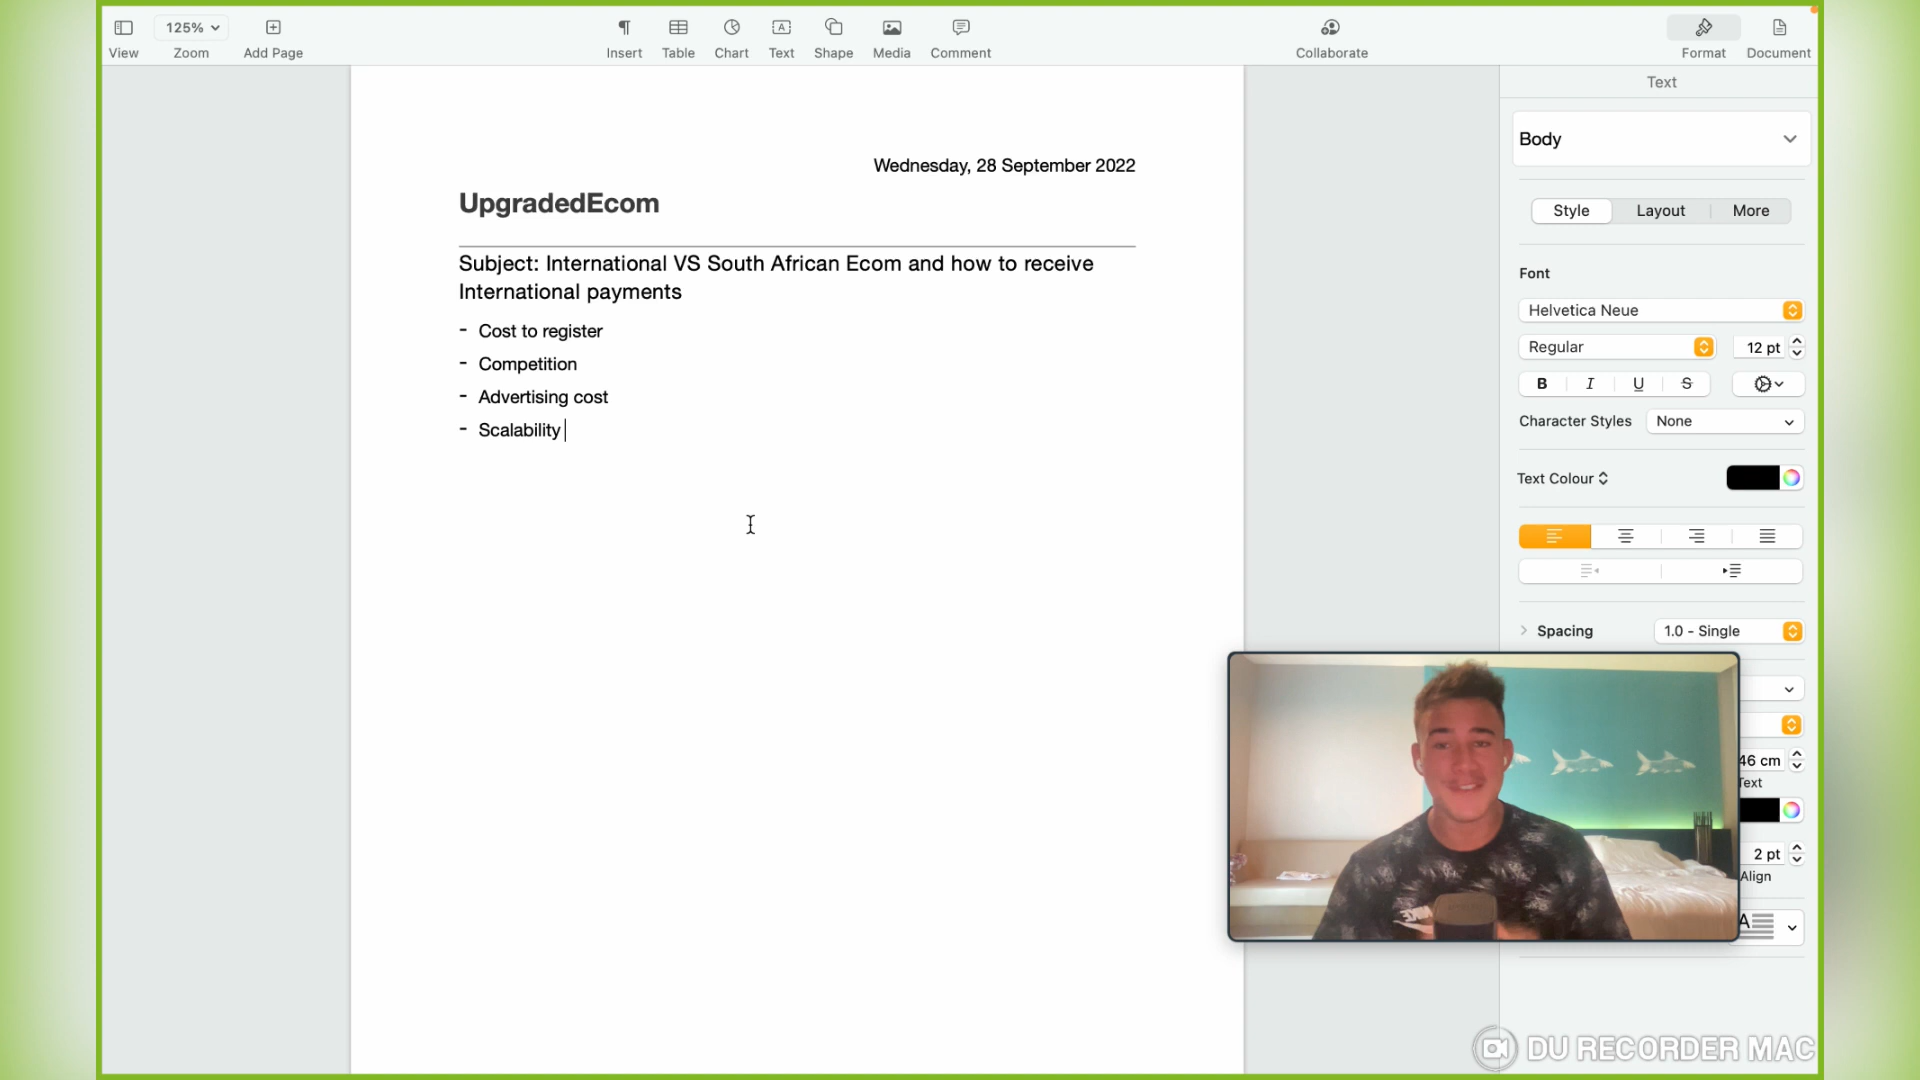 125%
View
Zoom
Add Page
Insert
Table
Chart
Text
Shape
Media
Comment
Collaborate
Format
Document
Text
Wednesday, 28 September 2022
UpgradedEcom
Subject: International VS South African Ecom and how to receive
International payments
- Cost to register
- Competition
- Advertising cost
- Scalability
Body
Style
Layout
More
Font
Helvetica Neue
Regular
12 pt
B I U S
Character Styles
None
Text Colour
Spacing
1.0 - Single
46 cm
Text
2 pt
Align
A
DU RECORDER MAC